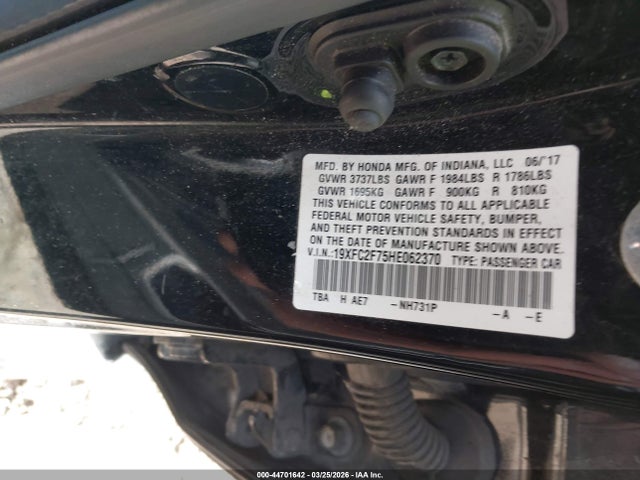 MFD. BY HONDA MFG. OF INDIANA, LLC 06/'17
GVWR 3737LBS GAWR F 1984LBS R 1786LBS
GVWR 1695KG GAWR F 900KG R 810KG
THIS VEHICLE CONFORMS TO ALL APPLICABLE
FEDERAL MOTOR VEHICLE SAFETY, BUMPER,
AND THEFT PREVENTION STANDARDS IN EFFECT
ON THE DATE OF MANUFACTURE SHOWN ABOVE.
V.I.N.: 19XFC2F75HE062370 TYPE: PASSENGER CAR
TBA H AE7 -NH731P -A -E
000-44701642 - 03/25/2026 - IAA Inc.